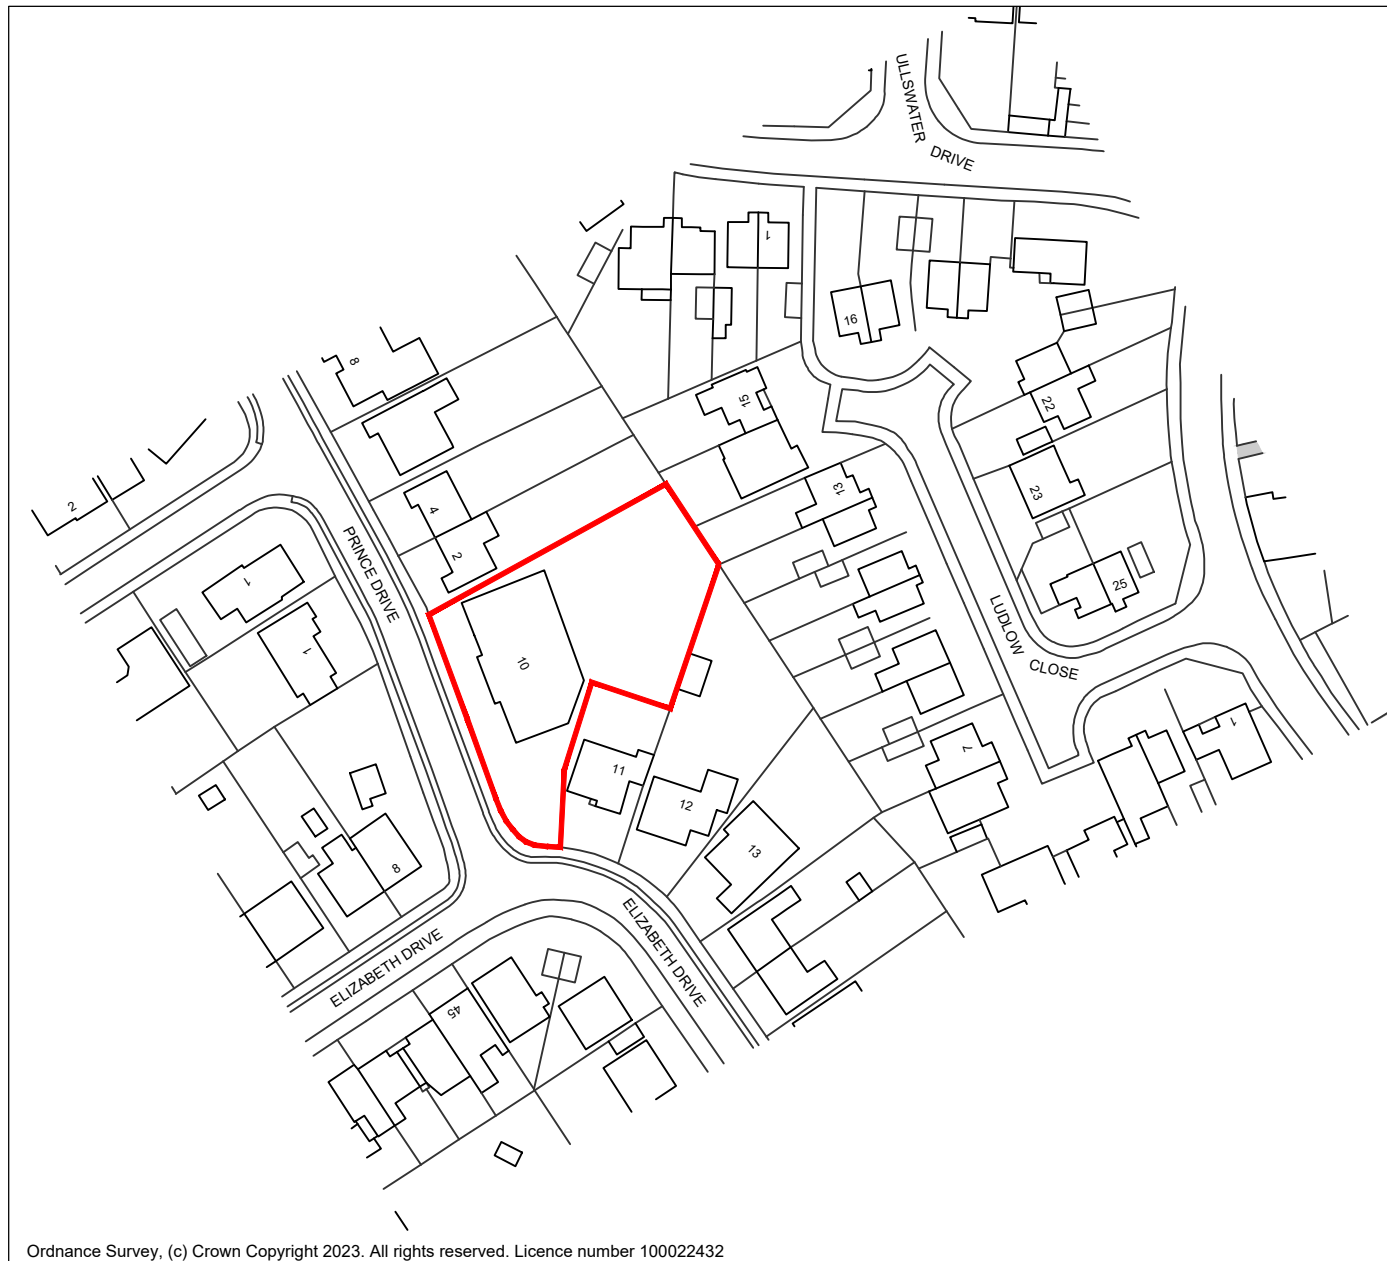 ULLSWATER
DRIVE
1
16
8
15
22
4
13
23
2
2
PRINCE DRIVE
1
25
LUDLOW
CLOSE
1
10
1
7
11
12
13
8
ELIZABETH DRIVE
ELIZABETH DRIVE
45
Ordnance Survey, (c) Crown Copyright 2023. All rights reserved. Licence number 100022432